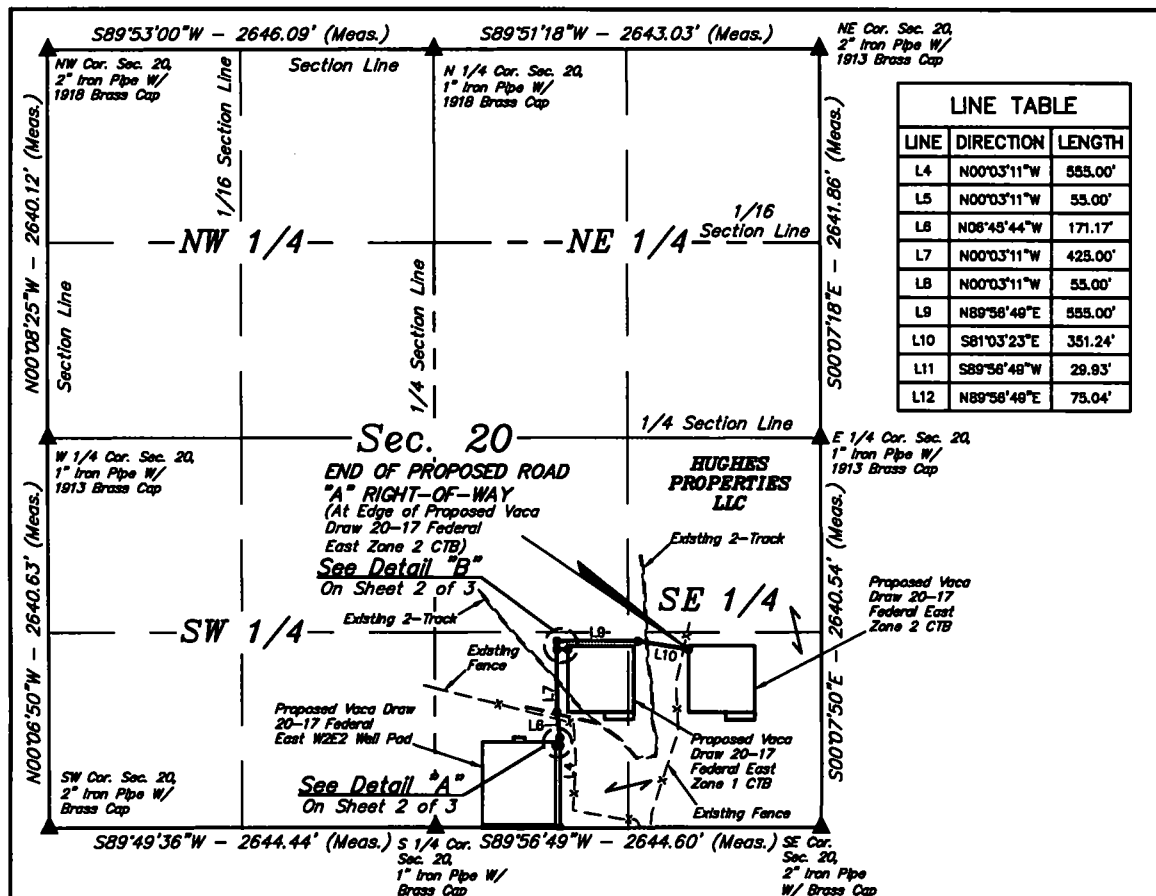 S89°53'00"W - 2646.09' (Meas.)
S89°51'18"W - 2643.03' (Meas.)
NW Cor. Sec. 20,
2" Iron Pipe W/
1918 Brass Cap
Section Line
N 1/4 Cor. Sec. 20,
1" Iron Pipe W/
1918 Brass Cap
NE Cor. Sec. 20,
2" Iron Pipe W/
1913 Brass Cap
LINE TABLE
LINE DIRECTION LENGTH
L4 N00°03'11"W 555.00'
L5 N00°03'11"W 55.00'
L6 N06°45'44"W 171.17'
L7 N00°03'11"W 425.00'
L8 N00°03'11"W 55.00'
L9 N89°56'49"E 555.00'
L10 S81°03'23"E 351.24'
L11 S89°56'49"W 29.93'
L12 N89°56'49"E 75.04'
N00°08'25"W - 2640.12' (Meas.)
Section Line
1/16 Section Line
1/4 Section Line
S00°07'18"E - 2641.86' (Meas.)
NW 1/4
NE 1/4
1/16
Section Line
1/4 Section Line
Sec. 20
W 1/4 Cor. Sec. 20,
1" Iron Pipe W/
1913 Brass Cap
E 1/4 Cor. Sec. 20,
1" Iron Pipe W/
1913 Brass Cap
END OF PROPOSED ROAD
"A" RIGHT-OF-WAY
(At Edge of Proposed Vaca
Draw 20-17 Federal
East Zone 2 CTB)
HUGHES
PROPERTIES
LLC
See Detail "B"
On Sheet 2 of 3
Existing 2-Track
Existing 2-Track
SW 1/4
SE 1/4
Proposed Vaca
Draw 20-17
Federal East
Zone 2 CTB
L9
L10
L7
L6
L4
Existing
Fence
Proposed Vaca Draw
20-17 Federal
East W2E2 Well Pad
Proposed Vaca
Draw 20-17
Federal East
Zone 1 CTB
Existing Fence
See Detail "A"
On Sheet 2 of 3
N00°06'50"W - 2640.63' (Meas.)
S00°07'50"E - 2640.54' (Meas.)
SW Cor. Sec. 20,
2" Iron Pipe W/
Brass Cap
S89°49'36"W - 2644.44' (Meas.)
S 1/4 Cor.
Sec. 20,
1" Iron Pipe W/
Brass Cap
S89°56'49"W - 2644.60' (Meas.)
SE Cor.
Sec. 20,
2" Iron Pipe
W/ Brass Cap